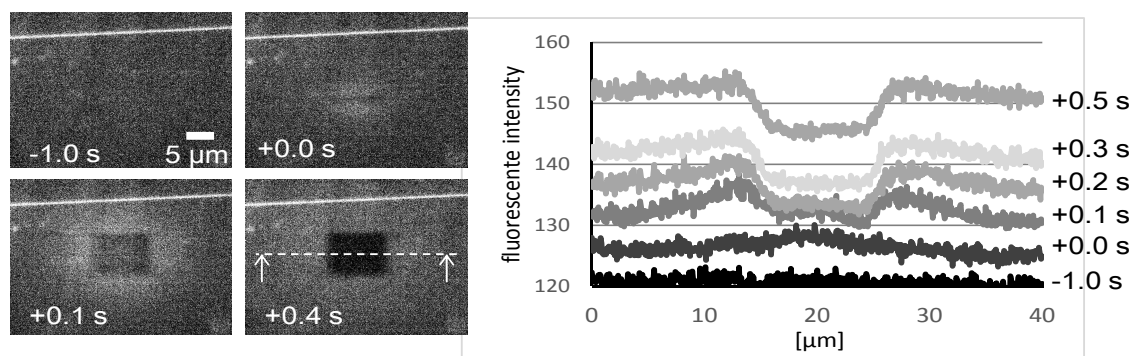 -1.0 s
5 µm
+0.0 s
+0.1 s
+0.4 s
fluorescente intensity
160
150
140
130
120
0
10
20
30
40
[µm]
+0.5 s
+0.3 s
+0.2 s
+0.1 s
+0.0 s
-1.0 s